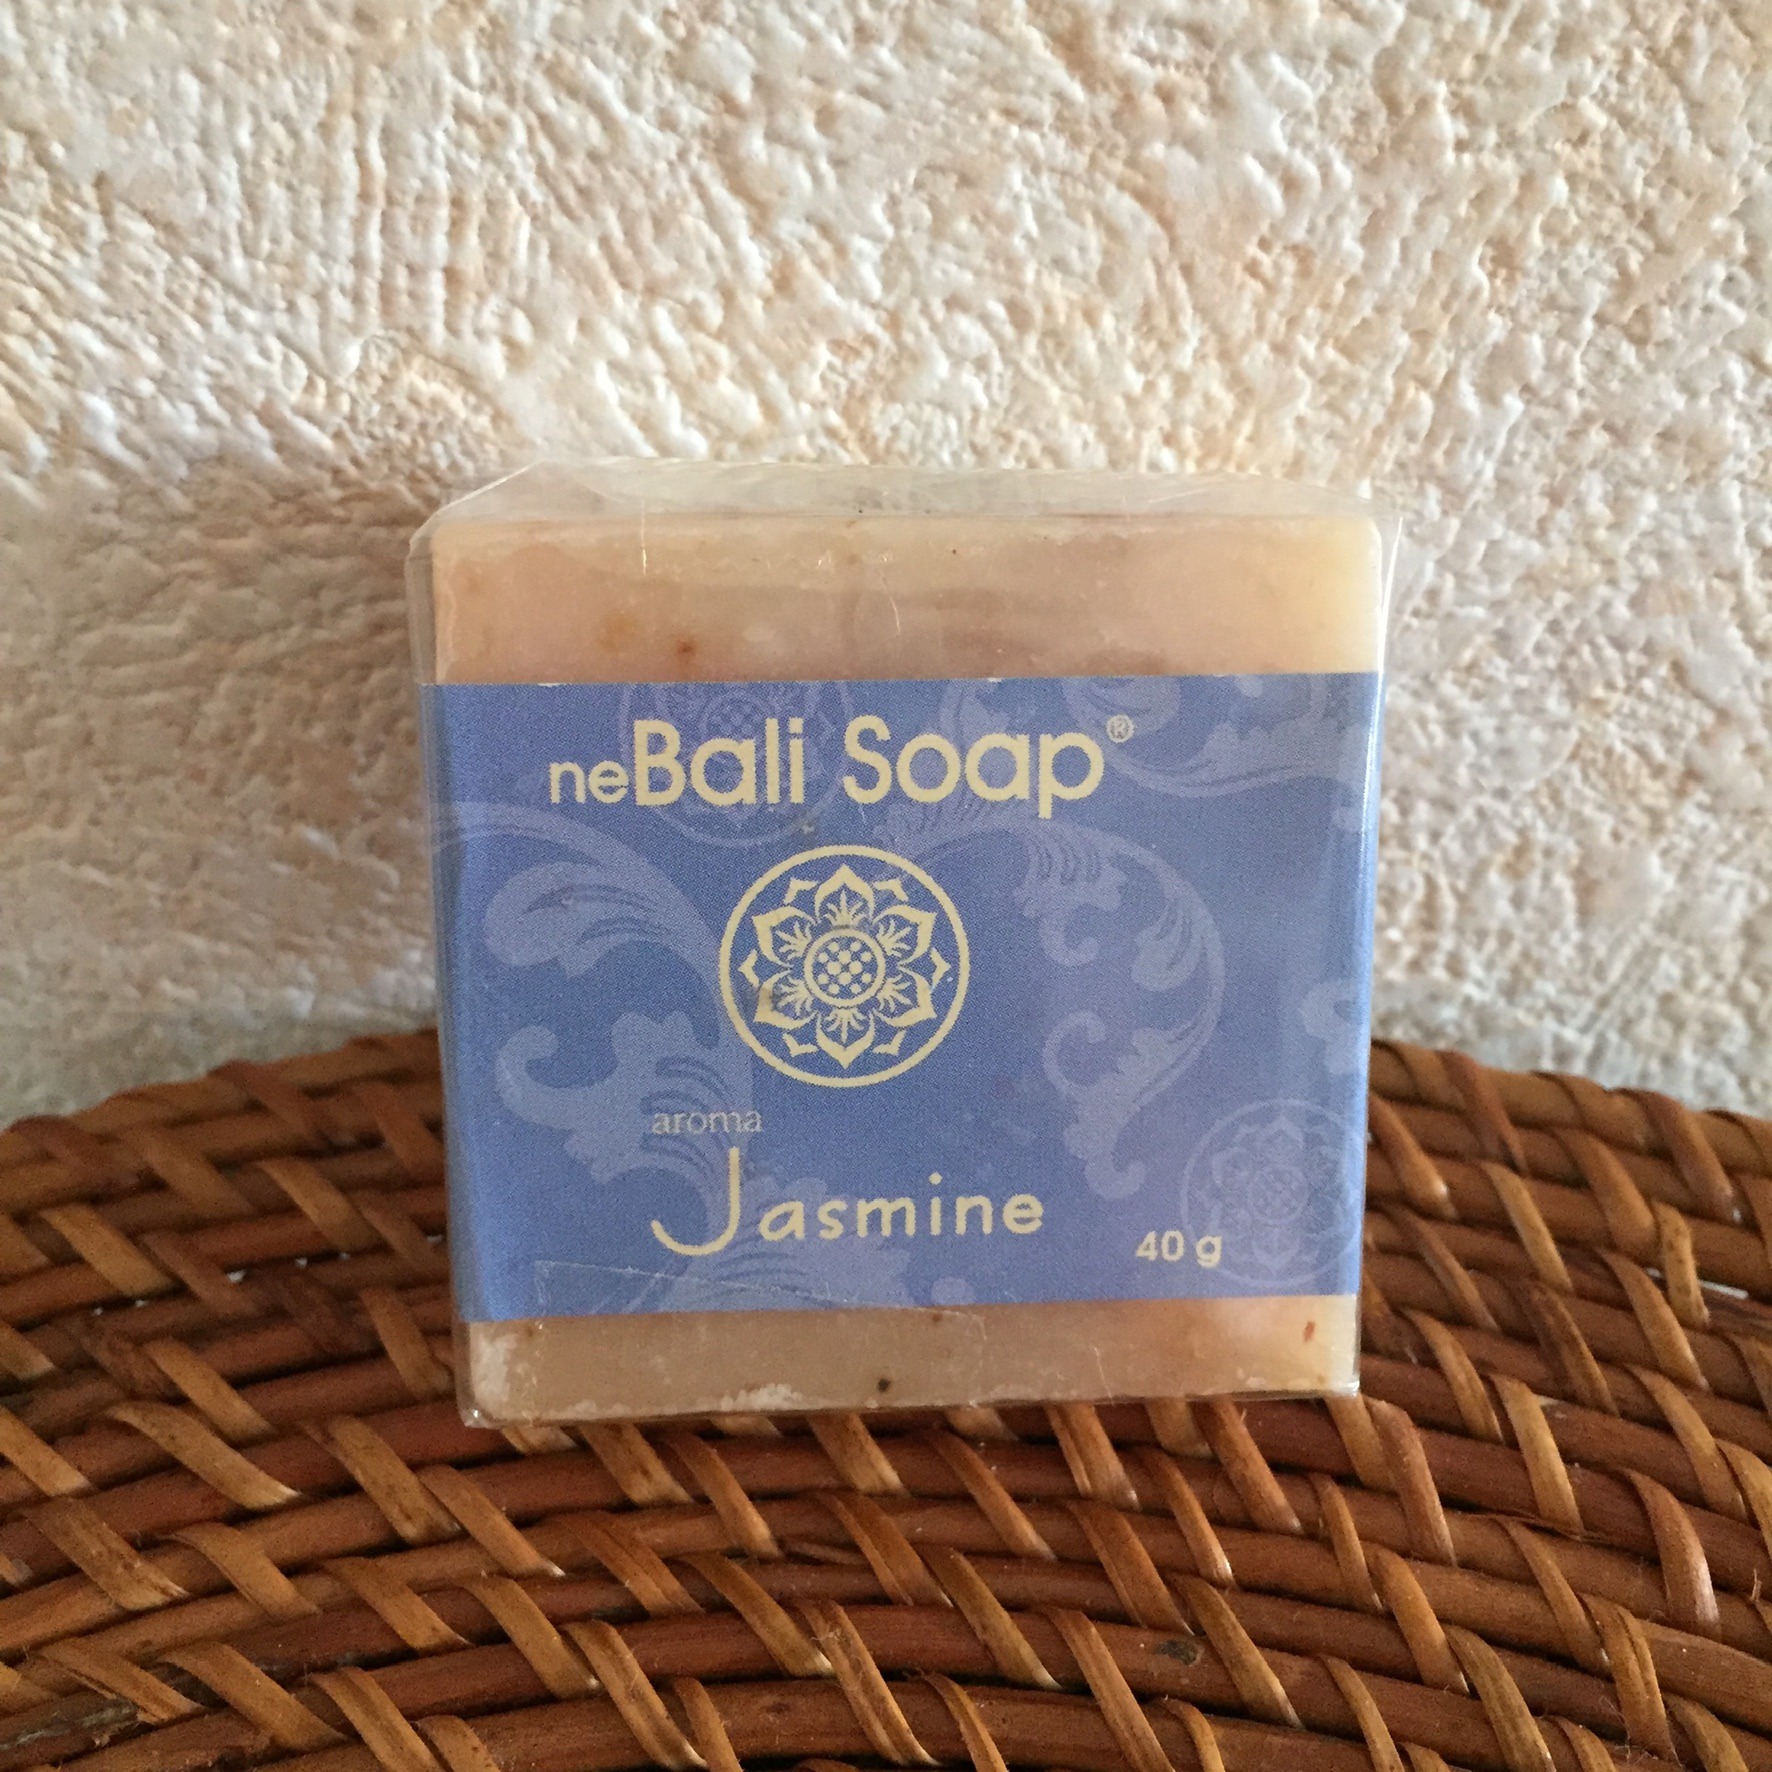 neBali Soap®
aroma
Jasmine
40 g